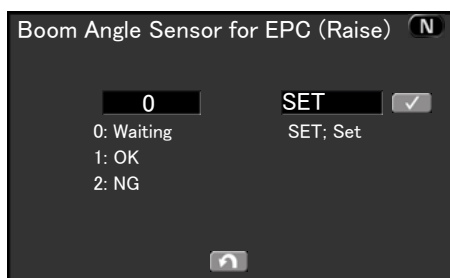 Boom Angle Sensor for EPC (Raise) N
0 SET
0: Waiting SET; Set
1: OK
2: NG